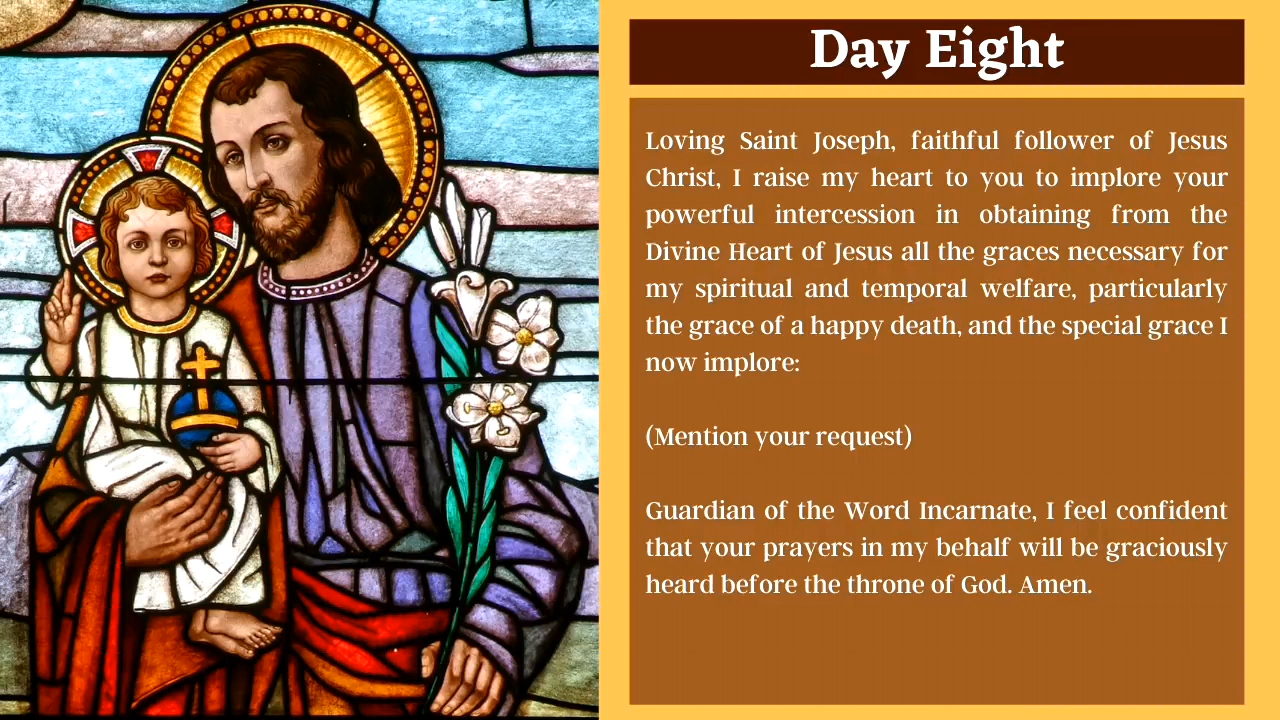 Day Eight
Loving Saint Joseph, faithful follower of Jesus
Christ, I raise my heart to you to implore your
powerful intercession in obtaining from the
Divine Heart of Jesus all the graces necessary for
my spiritual and temporal welfare, particularly
the grace of a happy death, and the special grace I
now implore:
(Mention your request)
Guardian of the Word Incarnate, I feel confident
that your prayers in my behalf will be graciously
heard before the throne of God. Amen.